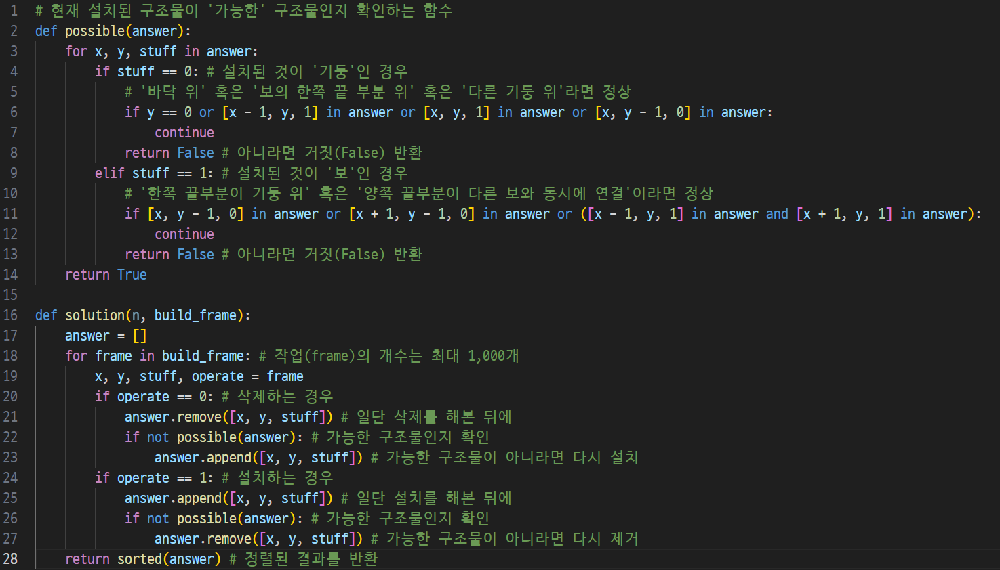 1 # 현재 설치된 구조물이 '가능한' 구조물인지 확인하는 함수
2 def possible(answer):
3     for x, y, stuff in answer:
4         if stuff == 0: # 설치된 것이 '기둥'인 경우
5             # '바닥 위' 혹은 '보의 한쪽 끝 부분 위' 혹은 '다른 기둥 위'라면 정상
6             if y == 0 or [x - 1, y, 1] in answer or [x, y, 1] in answer or [x, y - 1, 0] in answer:
7                 continue
8             return False # 아니라면 거짓(False) 반환
9         elif stuff == 1: # 설치된 것이 '보'인 경우
10             # '한쪽 끝부분이 기둥 위' 혹은 '양쪽 끝부분이 다른 보와 동시에 연결'이라면 정상
11             if [x, y - 1, 0] in answer or [x + 1, y - 1, 0] in answer or ([x - 1, y, 1] in answer and [x + 1, y, 1] in answer):
12                 continue
13             return False # 아니라면 거짓(False) 반환
14     return True
15
16 def solution(n, build_frame):
17     answer = []
18     for frame in build_frame: # 작업(frame)의 개수는 최대 1,000개
19         x, y, stuff, operate = frame
20         if operate == 0: # 삭제하는 경우
21             answer.remove([x, y, stuff]) # 일단 삭제를 해본 뒤에
22             if not possible(answer): # 가능한 구조물인지 확인
23                 answer.append([x, y, stuff]) # 가능한 구조물이 아니라면 다시 설치
24         if operate == 1: # 설치하는 경우
25             answer.append([x, y, stuff]) # 일단 설치를 해본 뒤에
26             if not possible(answer): # 가능한 구조물인지 확인
27                 answer.remove([x, y, stuff]) # 가능한 구조물이 아니라면 다시 제거
28     return sorted(answer) # 정렬된 결과를 반환